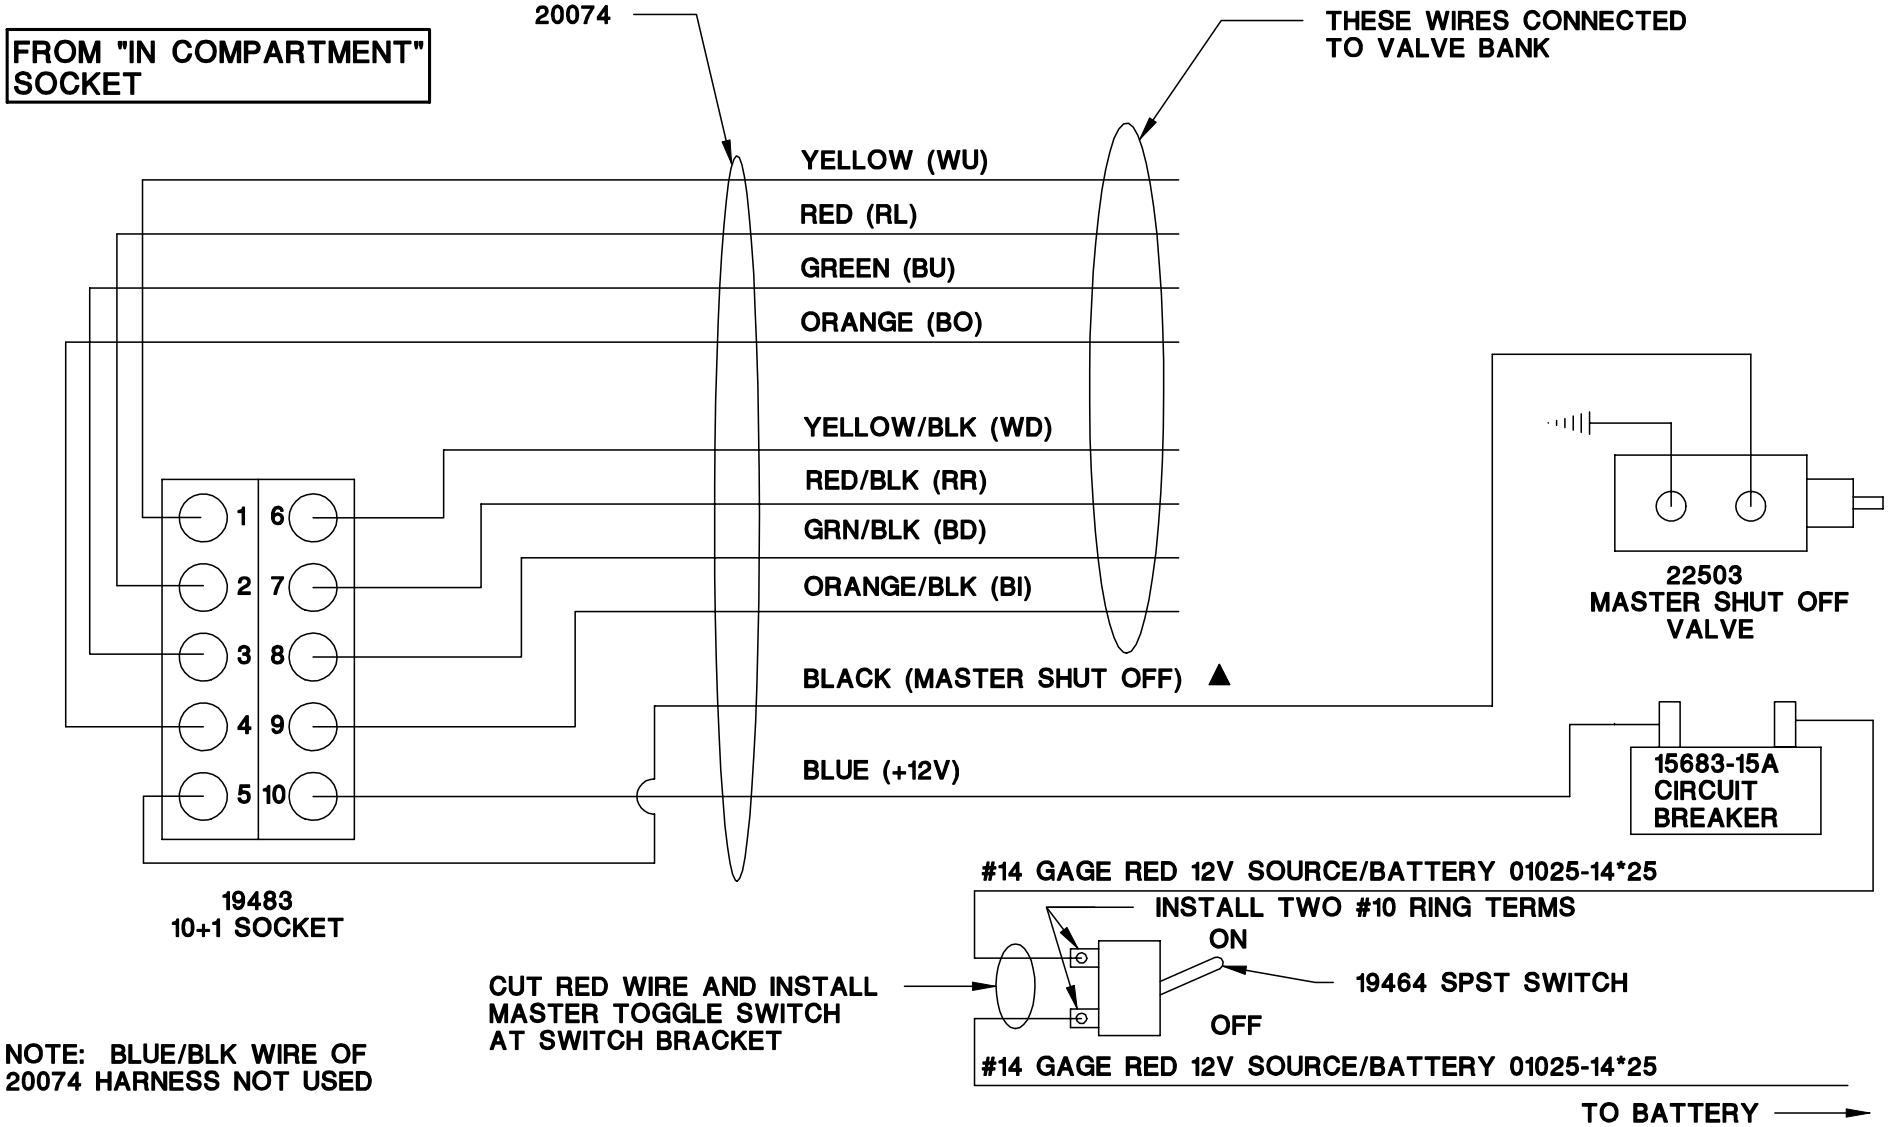 20074
THESE WIRES CONNECTED
TO VALVE BANK
FROM "IN COMPARTMENT"
SOCKET
YELLOW (WU)
RED (RL)
GREEN (BU)
ORANGE (BO)
YELLOW/BLK (WD)
RED/BLK (RR)
GRN/BLK (BD)
ORANGE/BLK (BI)
BLACK (MASTER SHUT OFF) ▲
BLUE (+12V)
1 6
2 7
3 8
4 9
5 10
19483
10+1 SOCKET
22503
MASTER SHUT OFF
VALVE
15683-15A
CIRCUIT
BREAKER
#14 GAGE RED 12V SOURCE/BATTERY 01025-14*25
INSTALL TWO #10 RING TERMS
ON
19464 SPST SWITCH
OFF
CUT RED WIRE AND INSTALL
MASTER TOGGLE SWITCH
AT SWITCH BRACKET
#14 GAGE RED 12V SOURCE/BATTERY 01025-14*25
TO BATTERY
NOTE: BLUE/BLK WIRE OF
20074 HARNESS NOT USED